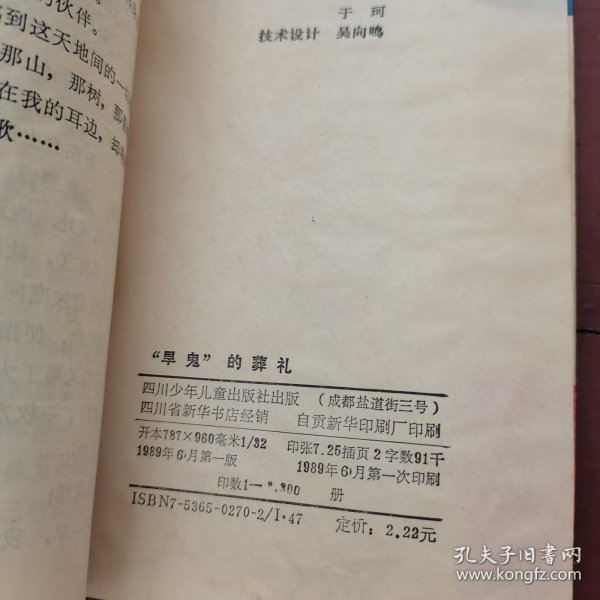 的伙伴。
到这天地间的一
那山，那树，那
在我的耳边，却
歌……
于 珂
技术设计 吴向鸣
“旱鬼”的葬礼
四川少年儿童出版社出版 （成都盐道街三号）
四川省新华书店经销 自贡新华印刷厂印刷
开本787×960毫米1/32 印张7.25插页2字数91千
1989年6月第一版 1989年6月第一次印刷
印数1—,300 册
ISBN7-5365-0270-2/I·47 定价：2.22元
孔夫子旧书网
www.kongfz.com